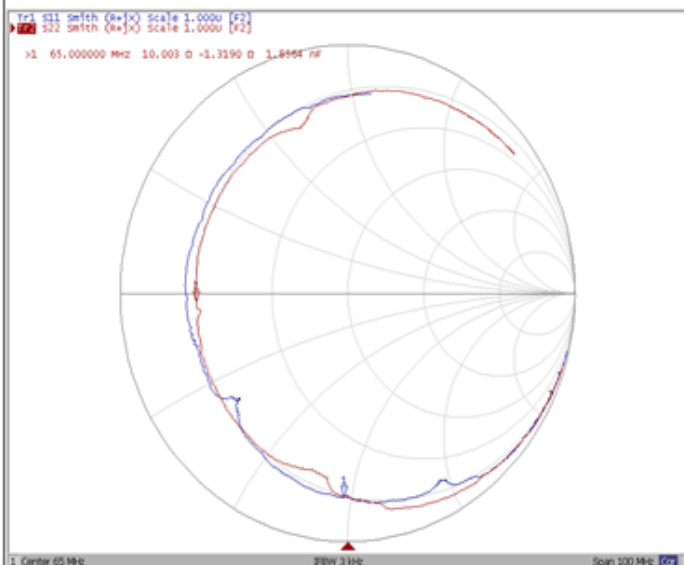 Tr1 S11 Smith (R+jX) Scale 1.000U [F2]
Tr2 S22 Smith (R+jX) Scale 1.000U [F2]
>1 65.000000 MHz 10.003 Ω -1.3190 Ω 1.8564 nF
1 Center 65 MHz IFBW 3 kHz Span 100 MHz Cor